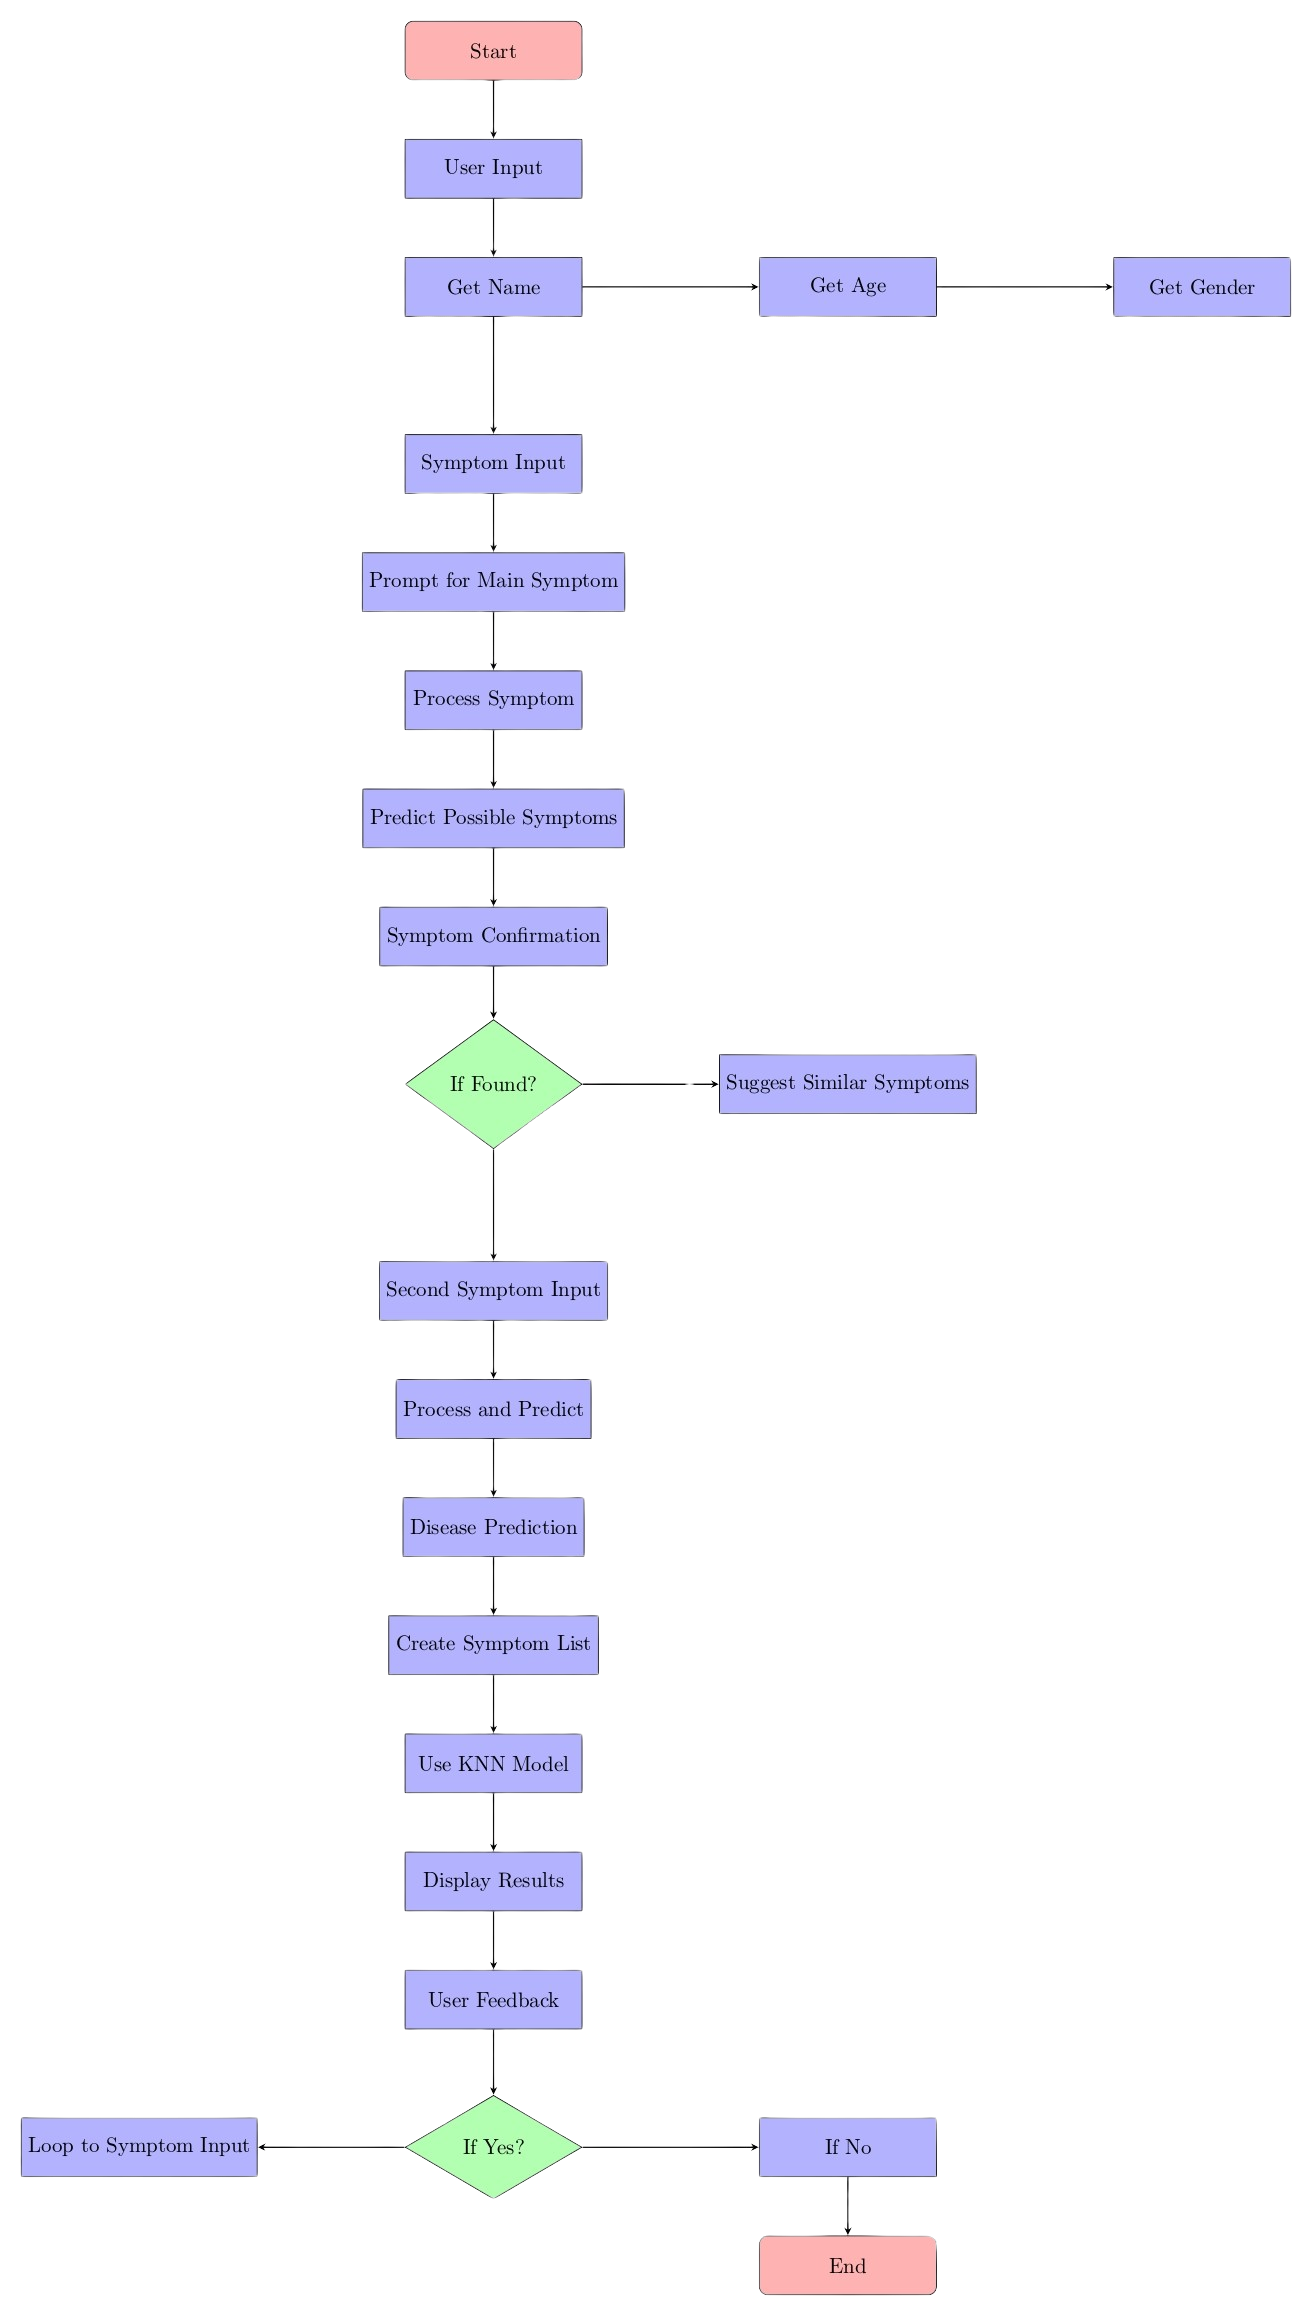 Start
User Input
Get Name
Get Age
Get Gender
Symptom Input
Prompt for Main Symptom
Process Symptom
Predict Possible Symptoms
Symptom Confirmation
If Found?
Suggest Similar Symptoms
Second Symptom Input
Process and Predict
Disease Prediction
Create Symptom List
Use KNN Model
Display Results
User Feedback
Loop to Symptom Input
If Yes?
If No
End